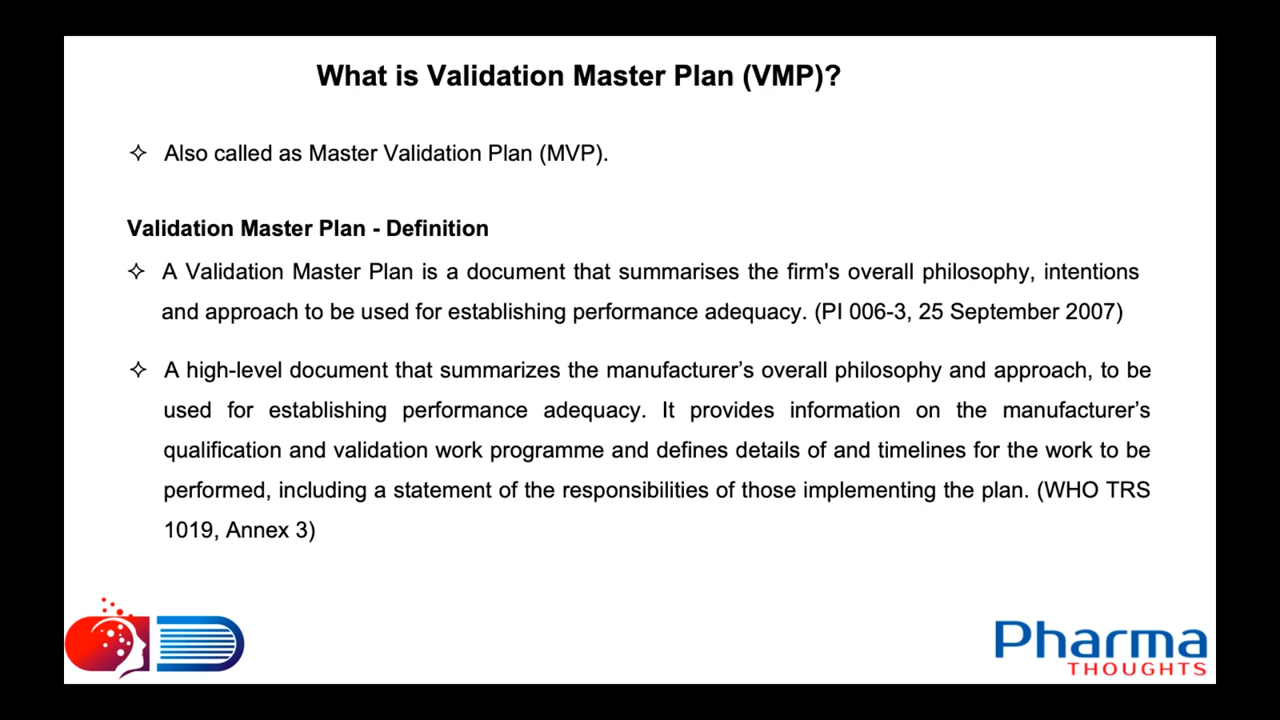 What is Validation Master Plan (VMP)?
✧ Also called as Master Validation Plan (MVP).
Validation Master Plan - Definition
✧ A Validation Master Plan is a document that summarises the firm's overall philosophy, intentions
and approach to be used for establishing performance adequacy. (PI 006-3, 25 September 2007)
✧ A high-level document that summarizes the manufacturer’s overall philosophy and approach, to be
used for establishing performance adequacy. It provides information on the manufacturer’s
qualification and validation work programme and defines details of and timelines for the work to be
performed, including a statement of the responsibilities of those implementing the plan. (WHO TRS
1019, Annex 3)
Pharma
THOUGHTS